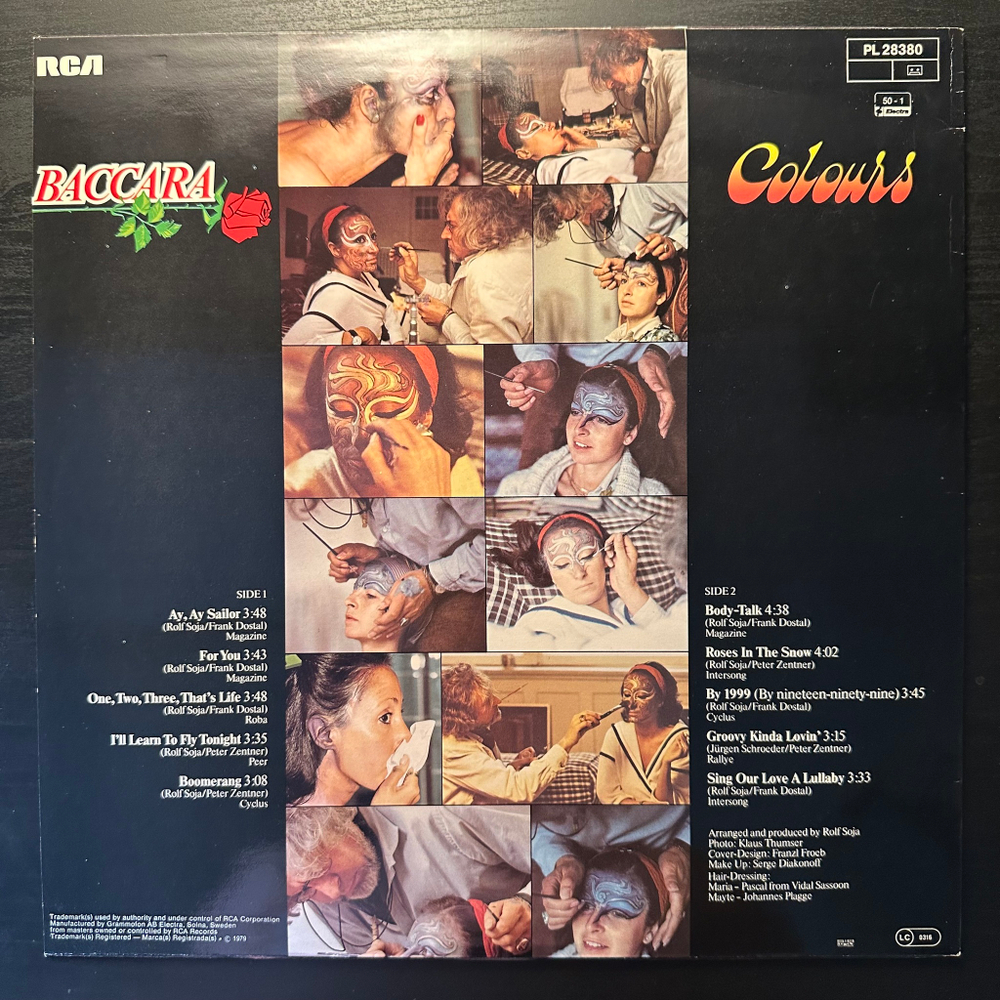 RCA
PL 28380
50 - 1
Electra
BACCARA
Colours
SIDE 1
Ay, Ay Sailor 3:48
(Rolf Soja/Frank Dostal)
Magazine
For You 3:43
(Rolf Soja/Frank Dostal)
Magazine
One, Two, Three, That's Life 3:48
(Rolf Soja/Frank Dostal)
Roba
I'll Learn To Fly Tonight 3:35
(Rolf Soja/Peter Zentner)
Peer
Boomerang 3:08
(Rolf Soja/Peter Zentner)
Cyclus
SIDE 2
Body-Talk 4:38
(Rolf Soja/Frank Dostal)
Magazine
Roses In The Snow 4:02
(Rolf Soja/Peter Zentner)
Intersong
By 1999 (By nineteen-ninety-nine) 3:45
(Rolf Soja/Frank Dostal)
Cyclus
Groovy Kinda Lovin' 3:15
(Jürgen Schroeder/Peter Zentner)
Rallye
Sing Our Love A Lullaby 3:33
(Rolf Soja/Frank Dostal)
Intersong
Arranged and produced by Rolf Soja
Photo: Klaus Thumser
Cover-Design: Franzl Froeb
Make Up: Serge Diakonoff
Hair-Dressing:
Maria – Pascal from Vidal Sassoon
Mayte – Johannes Plagge
Trademark(s) used by authority and under control of RCA Corporation
Manufactured by Grammofon AB Electra, Solna, Sweden
from masters owned or controlled by RCA Records
Trademark(s) Registered — Marca(s) Registrada(s) • © 1979
LC 0316